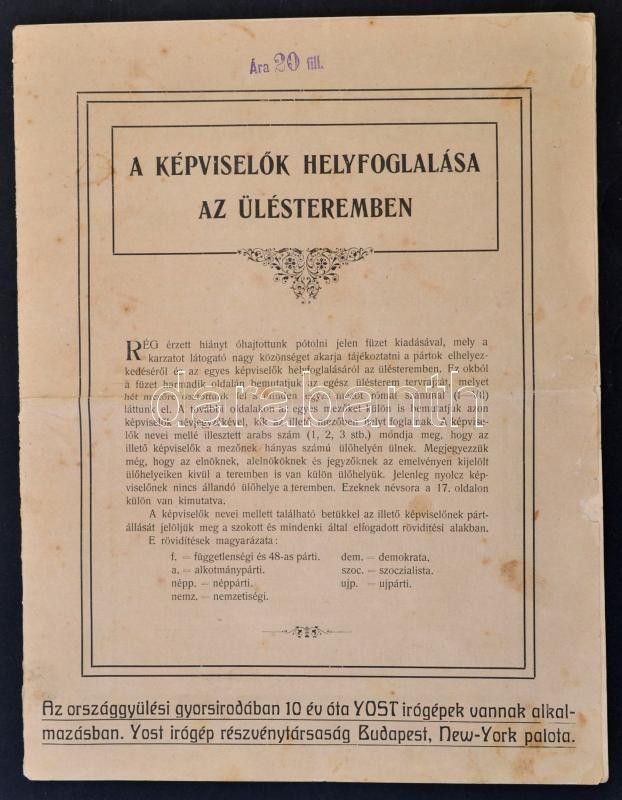 Ára 20 fill.
A KÉPVISELŐK HELYFOGLALÁSA
AZ ÜLÉSTEREMBEN
RÉG érzett hiányt óhajtottunk pótolni jelen füzet kiadásával, mely a
karzatot látogató nagy közönséget akarja tájékoztatni a pártok elhelyez-
kedéséről és az egyes képviselők helyfoglalásáról az ülésteremben. Ez okból
a füzet harmadik oldalán bemutatjuk az egész ülésterem tervrajzát, melyet
hét mezőre osztottunk fel s minden egyes mezőt római számmal (I—VII)
láttunk el. A további oldalakon az egyes mezőket külön is bemutatjuk azon
képviselők névjegyzékével, kik az illető mezőben helyt foglalnak. A képvise-
lők nevei mellé illesztett arabs szám (1, 2, 3 stb.) mondja meg, hogy az
illető képviselők a mezőnek hányas számú ülőhelyén ülnek. Megjegyezzük
még, hogy az elnöknek, alelnököknek és jegyzőknek az emelvényen kijelölt
ülőhelyeiken kivül a teremben is van külön ülőhelyük. Jelenleg nyolcz kép-
viselőnek nincs állandó ülőhelye a teremben. Ezeknek névsora a 17. oldalon
külön van kimutatva.
A képviselők nevei mellett található betükkel az illető képviselőnek párt-
állását jelöljük meg a szokott és mindenki által elfogadott röviditési alakban.
E röviditések magyarázata:
f. = függetlenségi és 48-as párti. dem. = demokrata.
a. = alkotmánypárti. szoc. = szoczialista.
népp. = néppárti. ujp. = ujpárti.
nemz. = nemzetiségi.
darabanth
Az országgyülési gyorsirodában 10 év óta YOST irógépek vannak alkal-
mazásban. Yost irógép részvénytársaság Budapest, New-York palota.